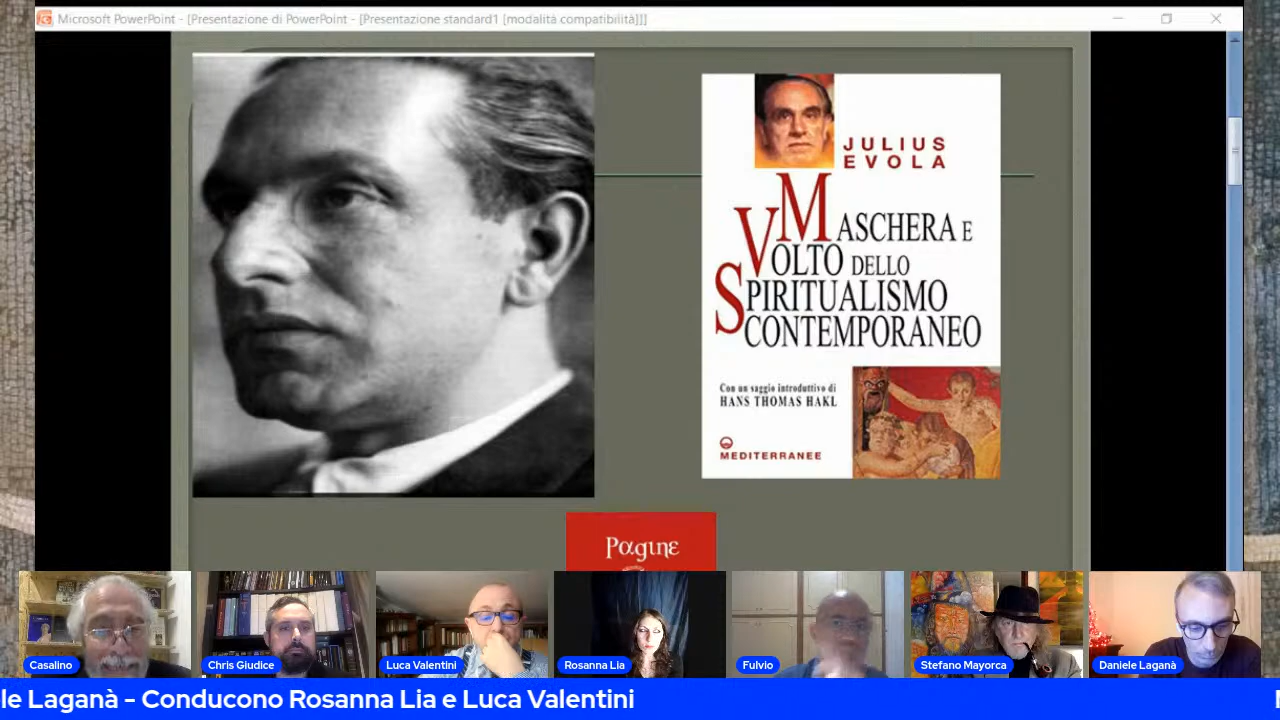 Microsoft PowerPoint - [Presentazione di PowerPoint - [Presentazione standard1 [modalità compatibilità]]]
JULIUS
EVOLA
MASCHERA E
VOLTO DELLO
SPIRITUALISMO
CONTEMPORANEO
Con un saggio introduttivo di
HANS THOMAS HAKL
MEDITERRANEE
Pagine
Casalino
Chris Giudice
Luca Valentini
Rosanna Lia
Fulvio
Stefano Mayorca
Daniele Laganà
le Laganà - Conducono Rosanna Lia e Luca Valentini